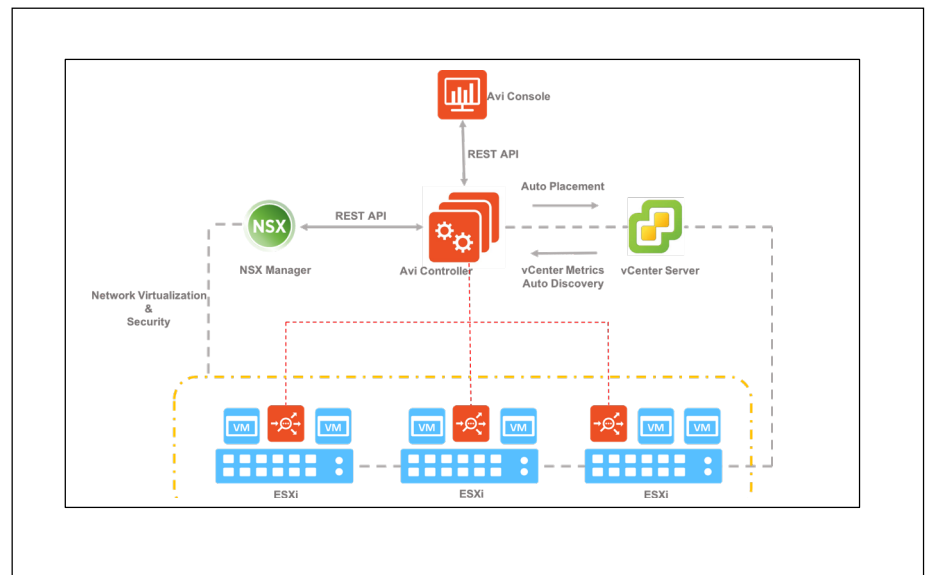 Avi Console
REST API
Auto Placement
REST API
NSX
NSX Manager
Avi Controller
vCenter Metrics
Auto Discovery
vCenter Server
Network Virtualization
&
Security
VM
VM
VM
VM
VM
VM
ESXi
ESXi
ESXi